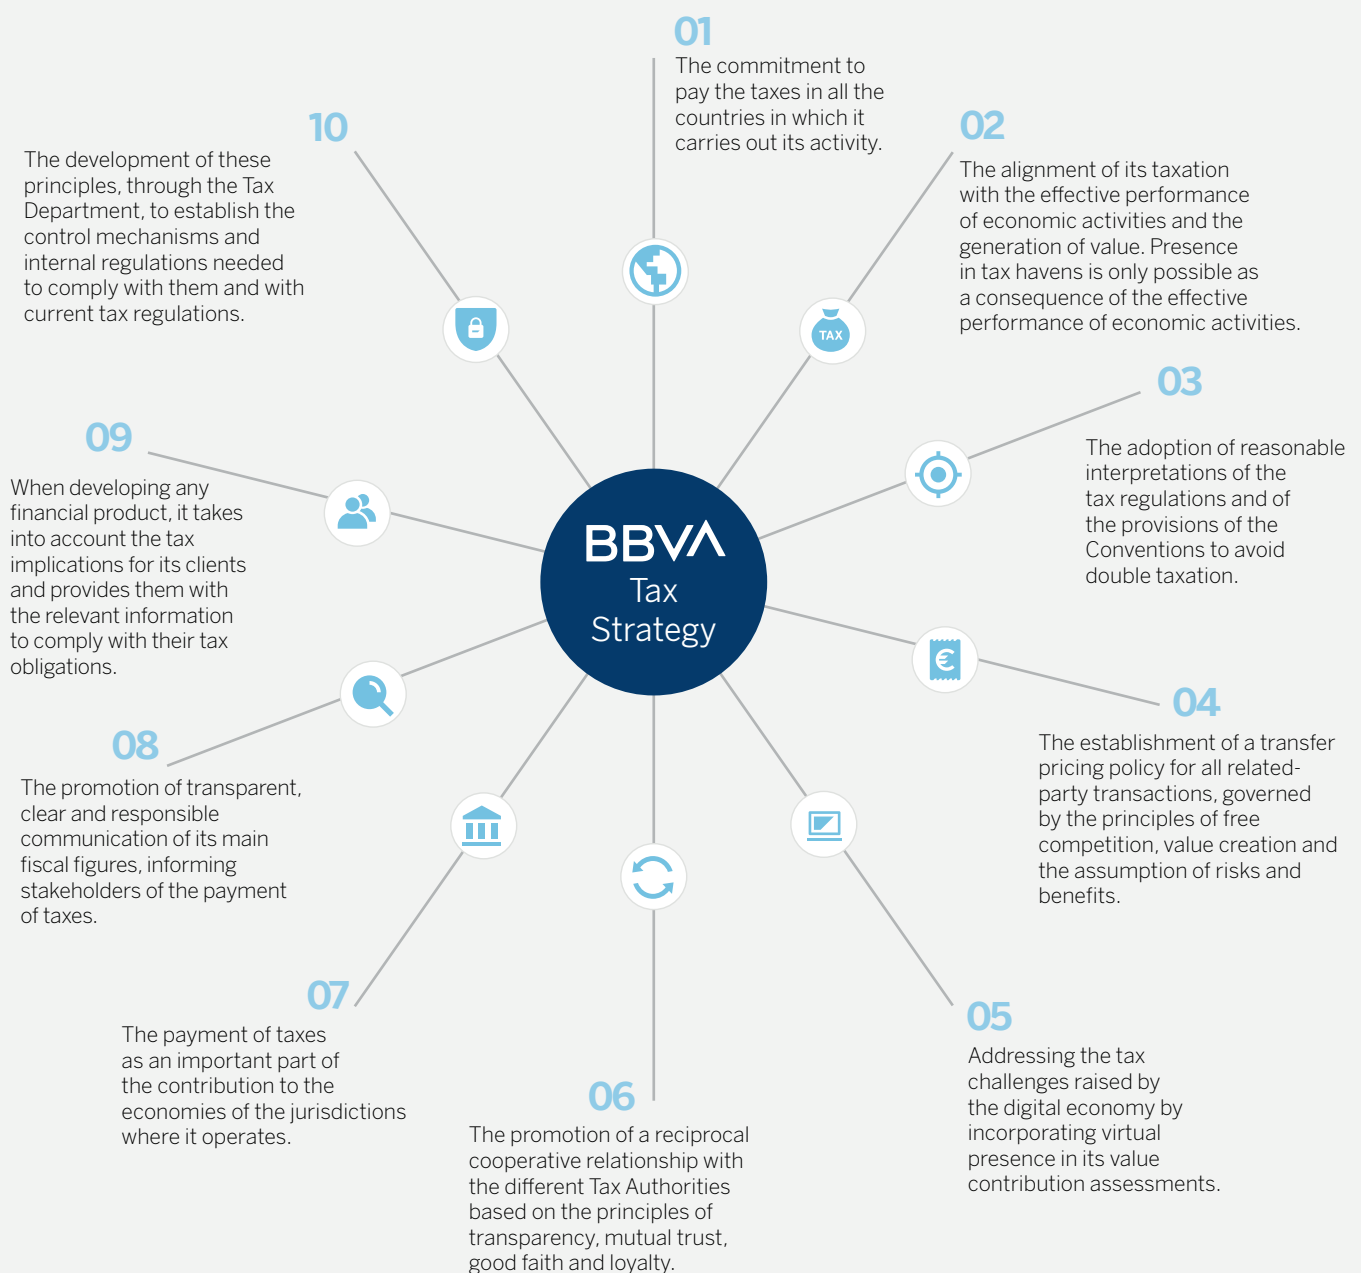 01
The commitment to
pay the taxes in all the
countries in which it
carries out its activity.
02
The alignment of its taxation
with the effective performance
of economic activities and the
generation of value. Presence
in tax havens is only possible as
a consequence of the effective
performance of economic activities.
TAX
03
The adoption of reasonable
interpretations of the
tax regulations and of
the provisions of the
Conventions to avoid
double taxation.
04
The establishment of a transfer
pricing policy for all related-
party transactions, governed
by the principles of free
competition, value creation and
the assumption of risks and
benefits.
€
05
Addressing the tax
challenges raised by
the digital economy by
incorporating virtual
presence in its value
contribution assessments.
06
The promotion of a reciprocal
cooperative relationship with
the different Tax Authorities
based on the principles of
transparency, mutual trust,
good faith and loyalty.
07
The payment of taxes
as an important part of
the contribution to the
economies of the jurisdictions
where it operates.
08
The promotion of transparent,
clear and responsible
communication of its main
fiscal figures, informing
stakeholders of the payment
of taxes.
09
When developing any
financial product, it takes
into account the tax
implications for its clients
and provides them with
the relevant information
to comply with their tax
obligations.
10
The development of these
principles, through the Tax
Department, to establish the
control mechanisms and
internal regulations needed
to comply with them and with
current tax regulations.
BBVA
Tax
Strategy